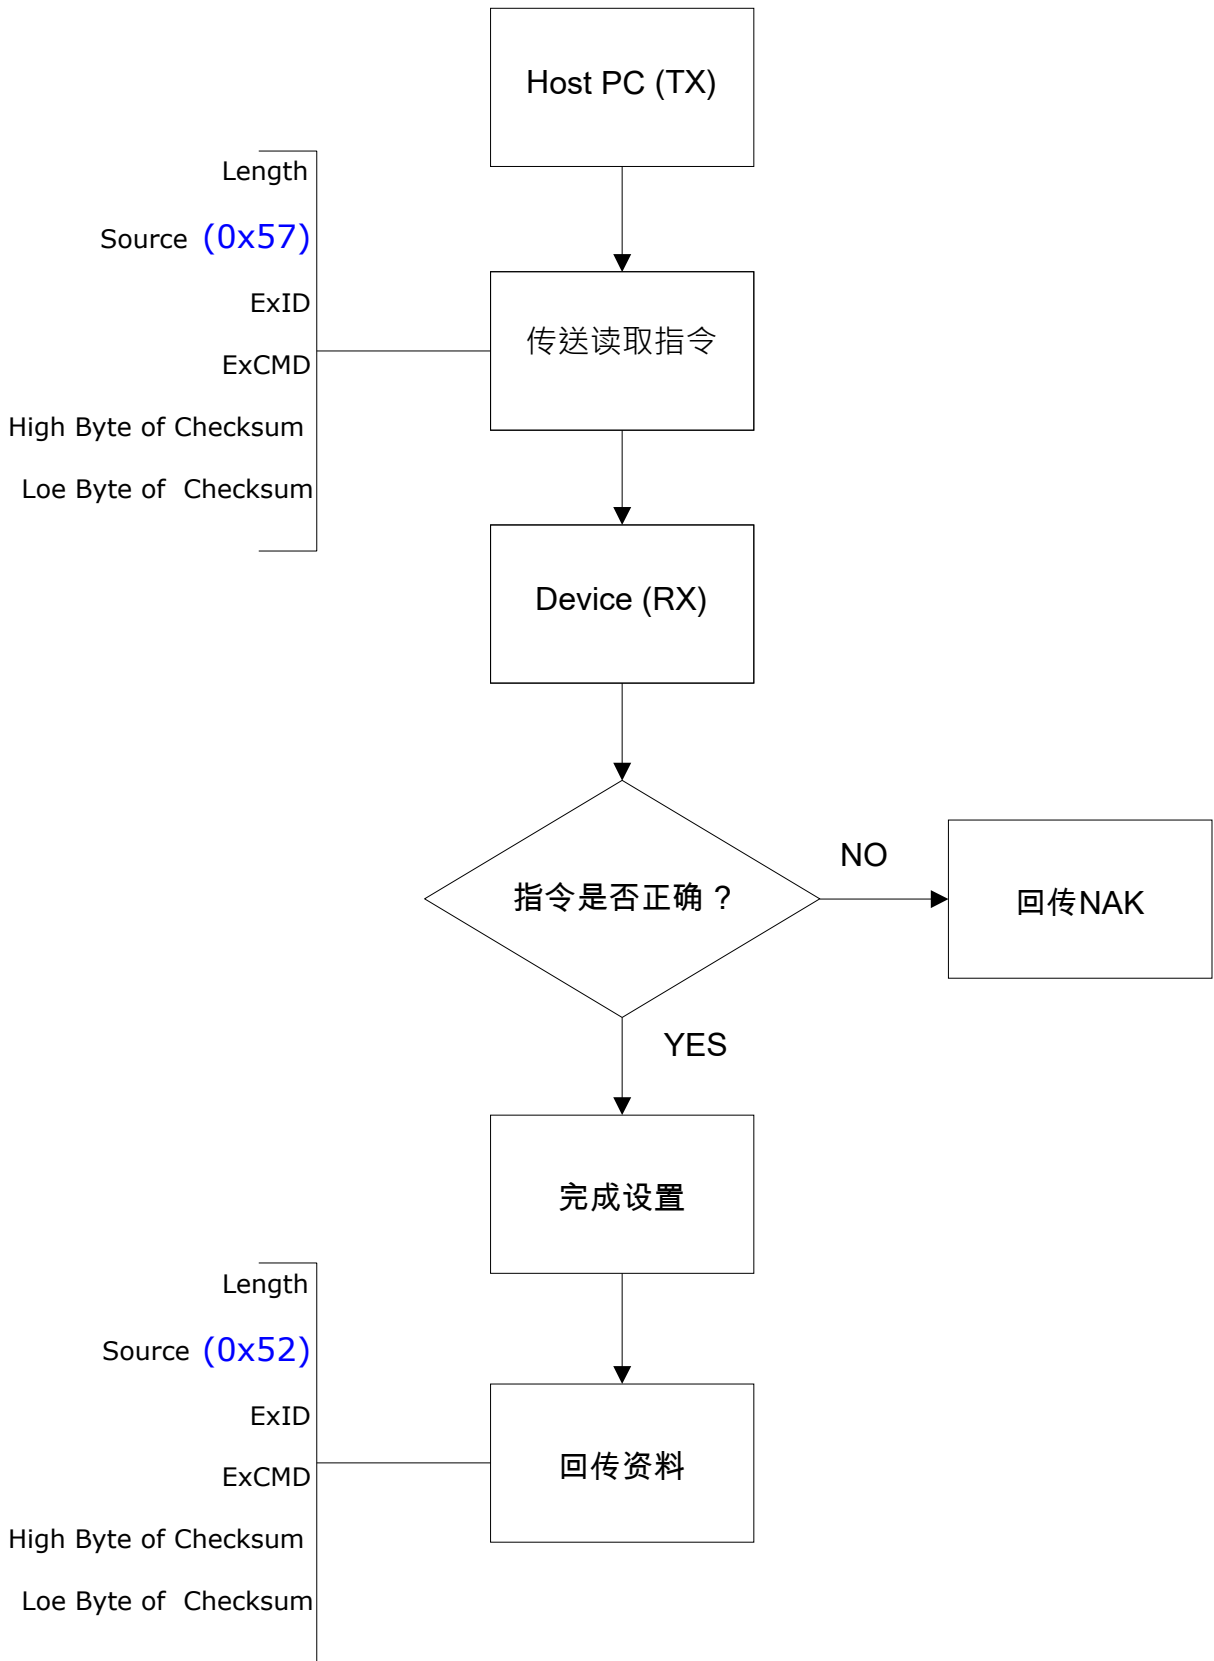 Host PC (TX)
Length
Source (0x57)
ExID
传送读取指令
ExCMD
High Byte of Checksum
Loe Byte of Checksum
Device (RX)
NO
指令是否正确？
回传NAK
YES
完成设置
Length
Source (0x52)
ExID
回传资料
ExCMD
High Byte of Checksum
Loe Byte of Checksum